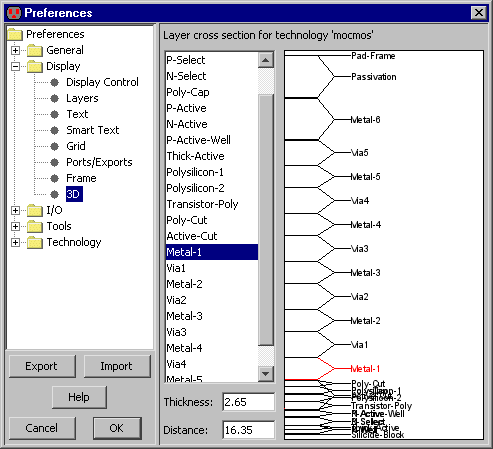 Preferences
Preferences
General
Display
Display Control
Layers
Text
Smart Text
Grid
Ports/Exports
Frame
3D
I/O
Tools
Technology
Export
Import
Help
Cancel
OK
Layer cross section for technology 'mocmos'
P-Select
N-Select
Poly-Cap
P-Active
N-Active
P-Active-Well
Thick-Active
Polysilicon-1
Polysilicon-2
Transistor-Poly
Poly-Cut
Active-Cut
Metal-1
Via1
Metal-2
Via2
Metal-3
Via3
Metal-4
Via4
Metal-5
Thickness: 2.65
Distance: 16.35
Pad-Frame
Passivation
Metal-6
Via5
Metal-5
Via4
Metal-4
Via3
Metal-3
Via2
Metal-2
Via1
Metal-1
Poly-Cut
Polysilicon-1
Polysilicon-2
Transistor-Poly
P-Active-Well
N-Select
Silicide-Block